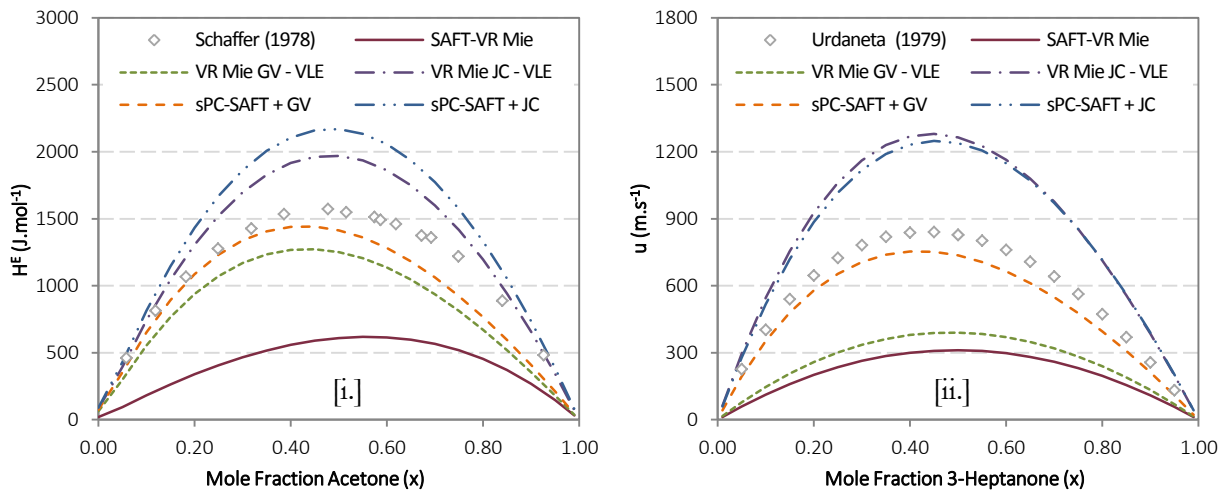 3000
2500
2000
1500
1000
500
0
Hᴱ (J.mol⁻¹)
Schaffer (1978)
SAFT-VR Mie
VR Mie GV - VLE
VR Mie JC - VLE
sPC-SAFT + GV
sPC-SAFT + JC
[i.]
0.00 0.20 0.40 0.60 0.80 1.00
Mole Fraction Acetone (x)
1800
1500
1200
900
600
300
0
u (m.s⁻¹)
Urdaneta (1979)
SAFT-VR Mie
VR Mie GV - VLE
VR Mie JC - VLE
sPC-SAFT + GV
sPC-SAFT + JC
[ii.]
0.00 0.20 0.40 0.60 0.80 1.00
Mole Fraction 3-Heptanone (x)